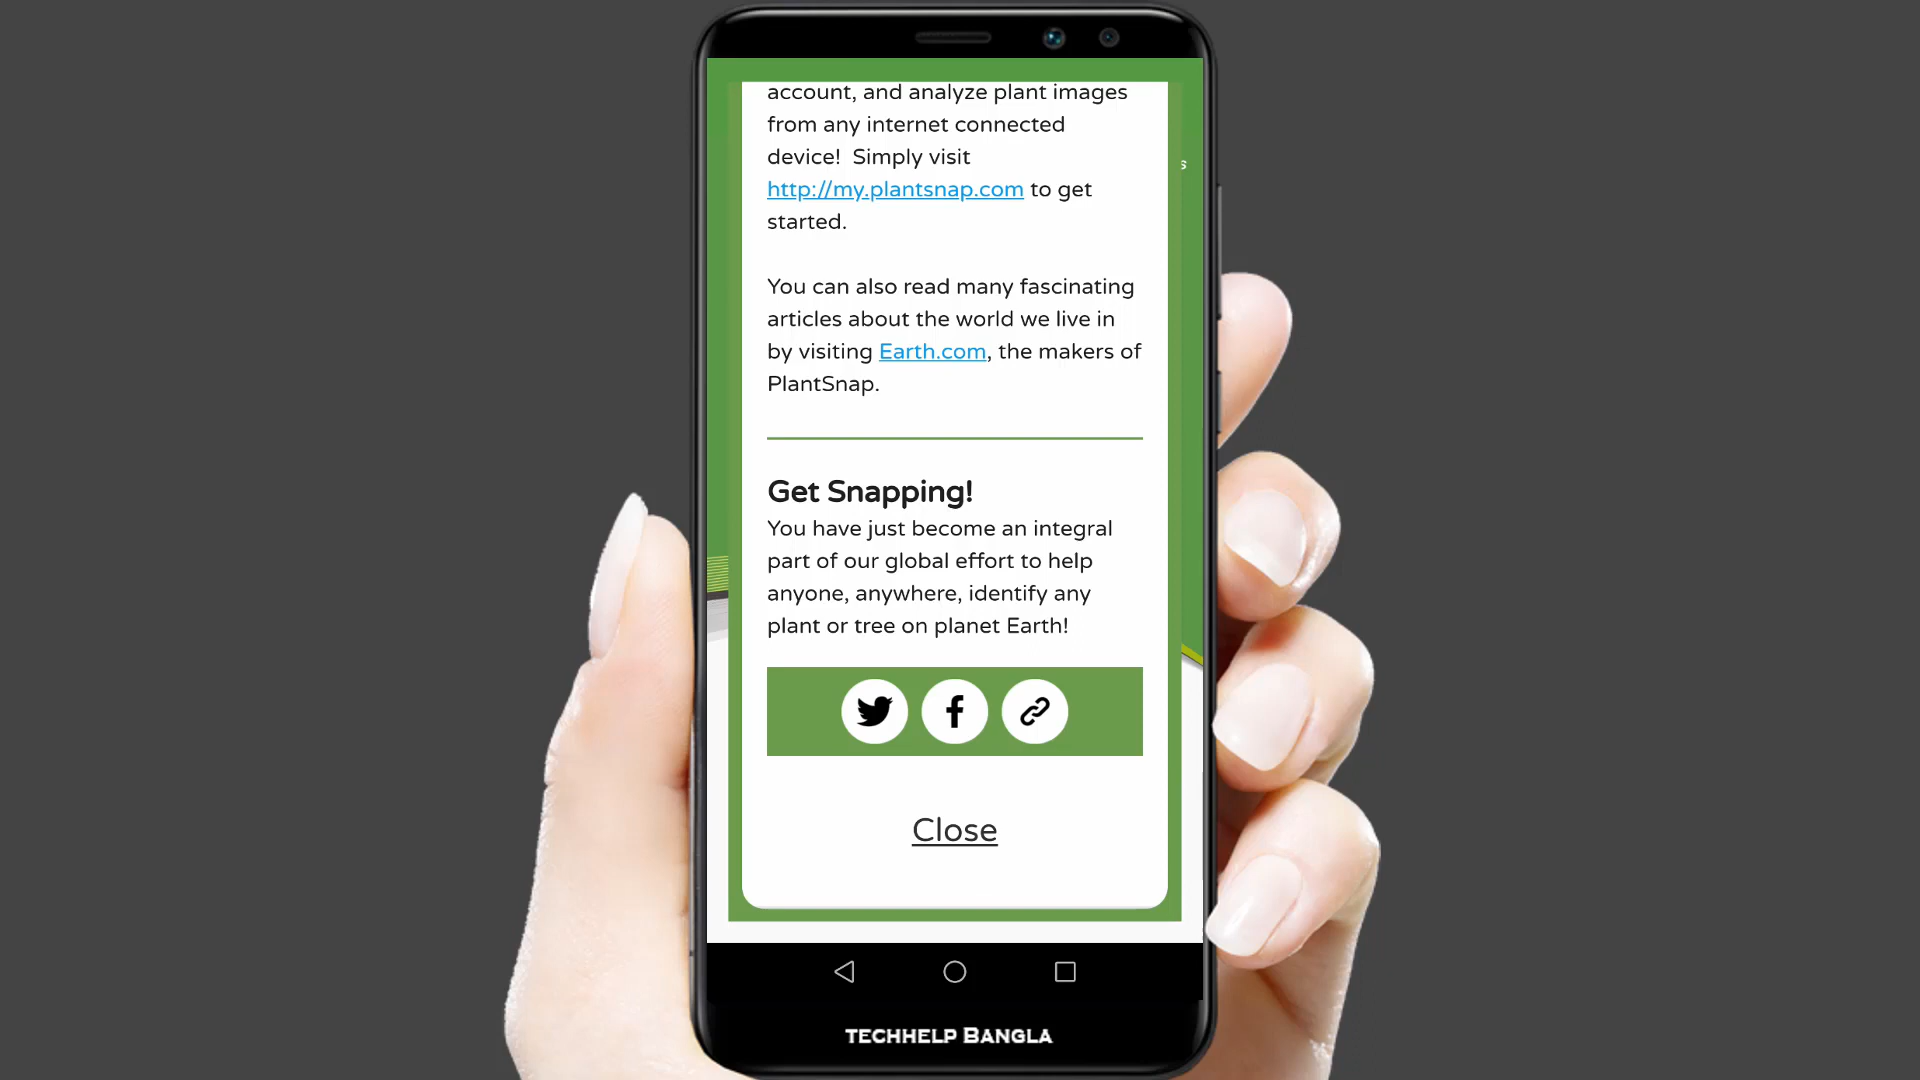 account, and analyze plant images
from any internet connected
device!  Simply visit
http://my.plantsnap.com to get
started.
You can also read many fascinating
articles about the world we live in
by visiting Earth.com, the makers of
PlantSnap.
Get Snapping!
You have just become an integral
part of our global effort to help
anyone, anywhere, identify any
plant or tree on planet Earth!
Close
TECHHELP BANGLA